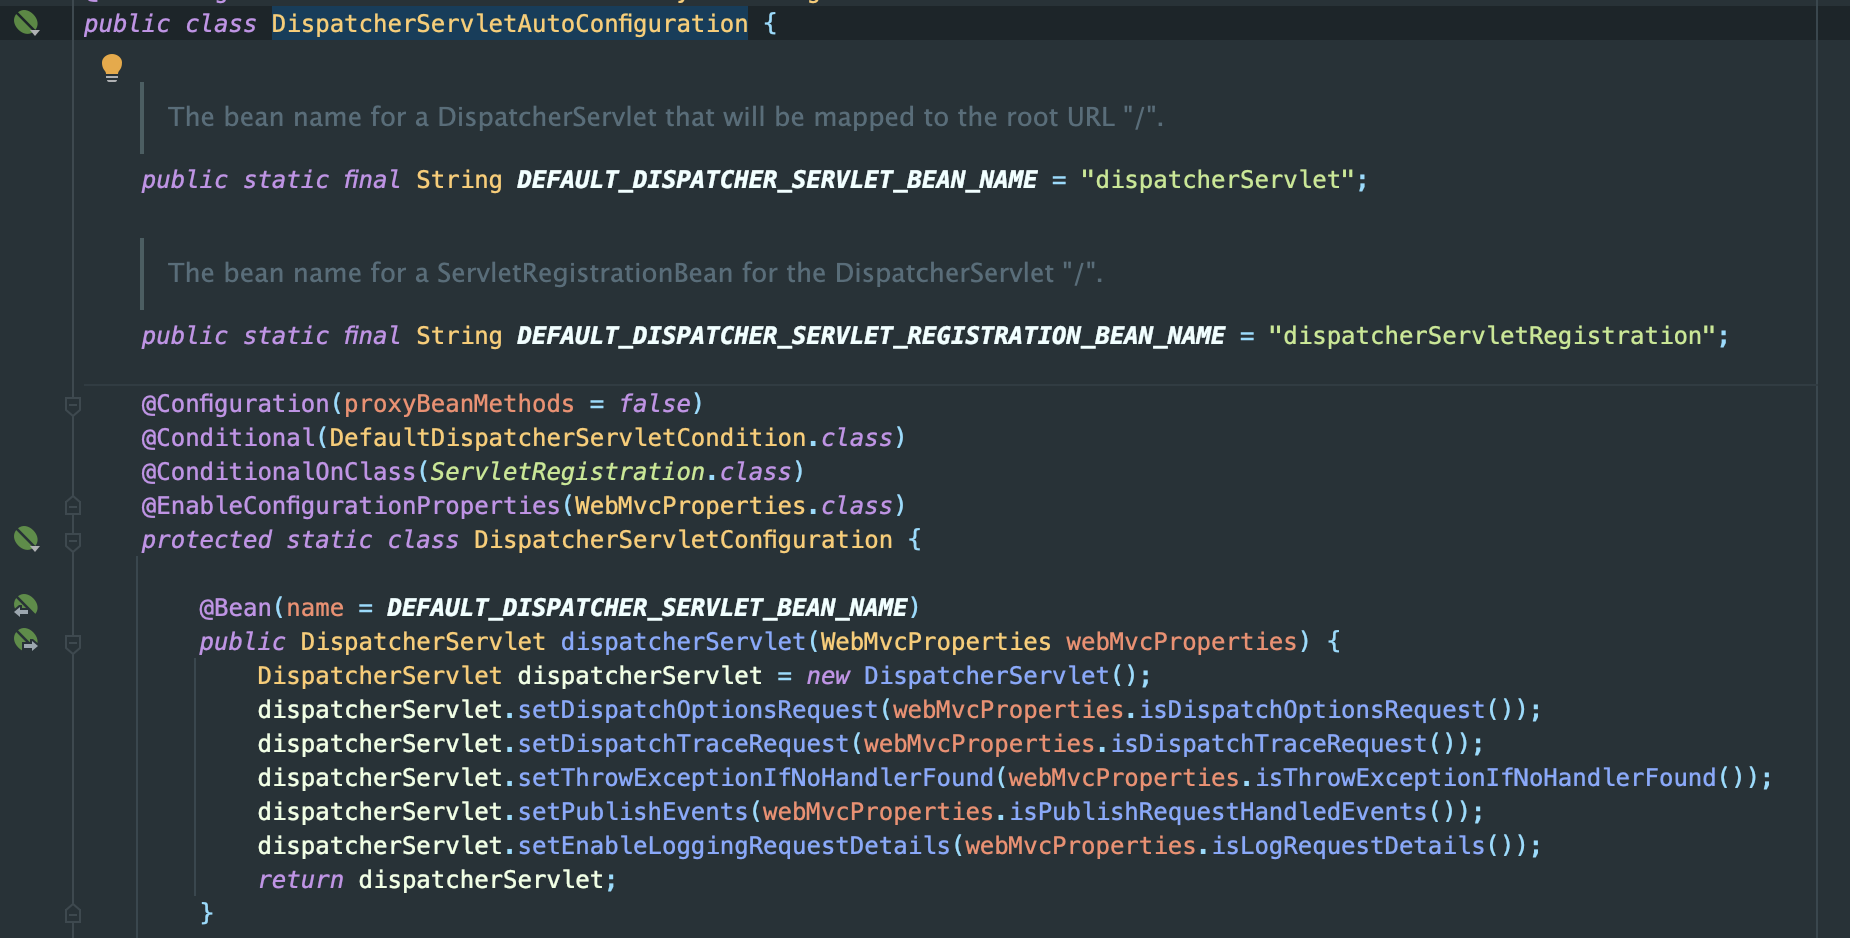 public class DispatcherServletAutoConfiguration {
The bean name for a DispatcherServlet that will be mapped to the root URL "/".
public static final String DEFAULT_DISPATCHER_SERVLET_BEAN_NAME = "dispatcherServlet";
The bean name for a ServletRegistrationBean for the DispatcherServlet "/".
public static final String DEFAULT_DISPATCHER_SERVLET_REGISTRATION_BEAN_NAME = "dispatcherServletRegistration";
@Configuration(proxyBeanMethods = false)
@Conditional(DefaultDispatcherServletCondition.class)
@ConditionalOnClass(ServletRegistration.class)
@EnableConfigurationProperties(WebMvcProperties.class)
protected static class DispatcherServletConfiguration {
@Bean(name = DEFAULT_DISPATCHER_SERVLET_BEAN_NAME)
public DispatcherServlet dispatcherServlet(WebMvcProperties webMvcProperties) {
DispatcherServlet dispatcherServlet = new DispatcherServlet();
dispatcherServlet.setDispatchOptionsRequest(webMvcProperties.isDispatchOptionsRequest());
dispatcherServlet.setDispatchTraceRequest(webMvcProperties.isDispatchTraceRequest());
dispatcherServlet.setThrowExceptionIfNoHandlerFound(webMvcProperties.isThrowExceptionIfNoHandlerFound());
dispatcherServlet.setPublishEvents(webMvcProperties.isPublishRequestHandledEvents());
dispatcherServlet.setEnableLoggingRequestDetails(webMvcProperties.isLogRequestDetails());
return dispatcherServlet;
}